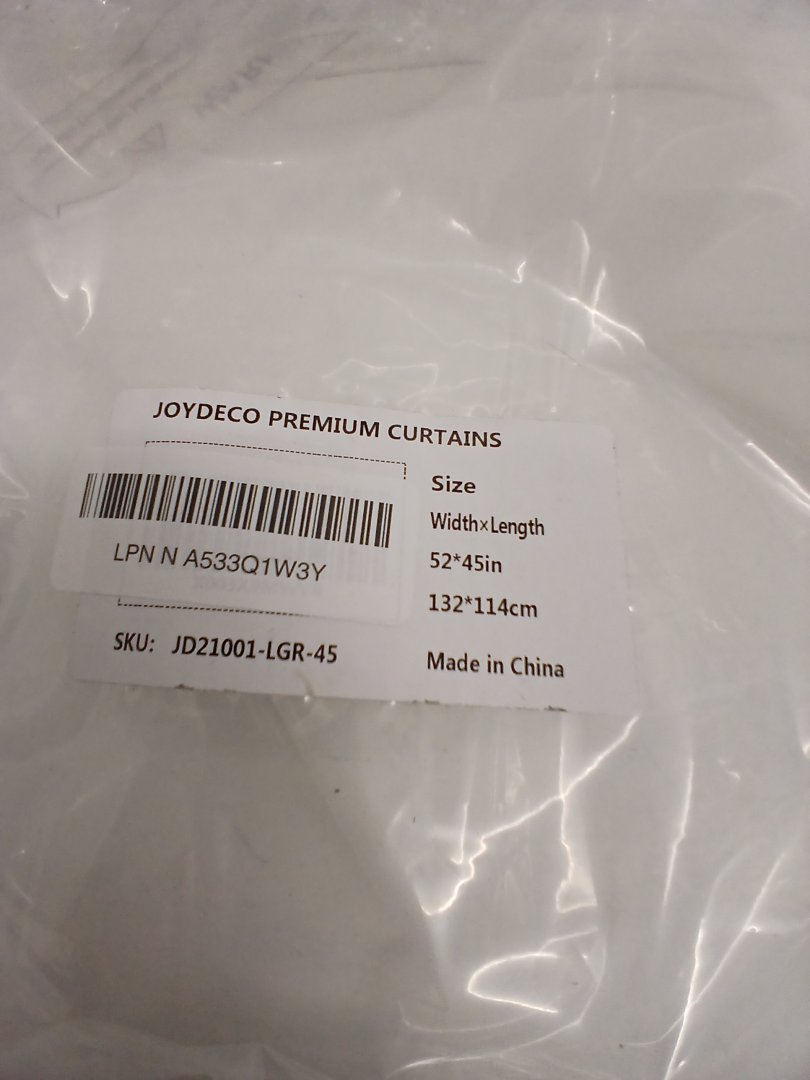 JOYDECO PREMIUM CURTAINS
LPN N A533Q1W3Y
SKU: JD21001-LGR-45
Size
Width×Length
52*45in
132*114cm
Made in China